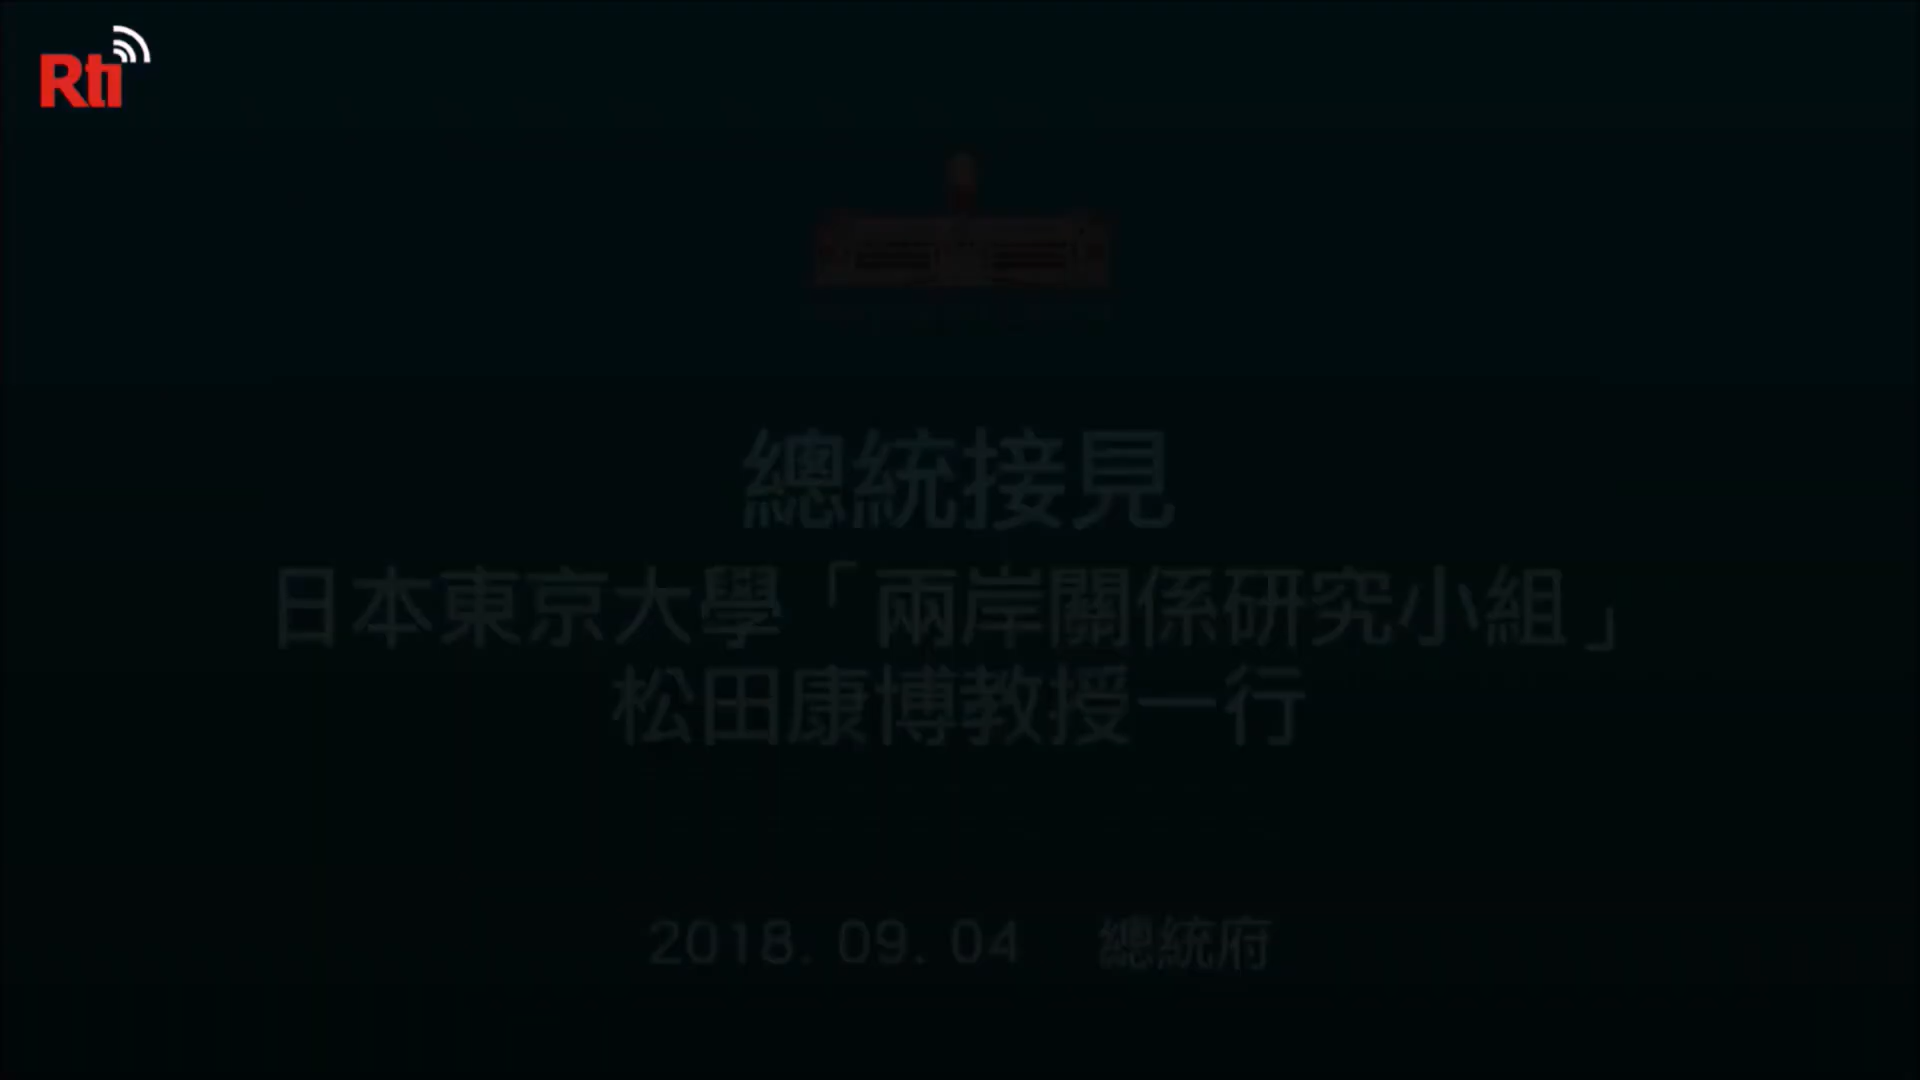 Rti
總統接見
日本東京大學「兩岸關係研究小組」
松田康博教授一行
2018. 09. 04 總統府